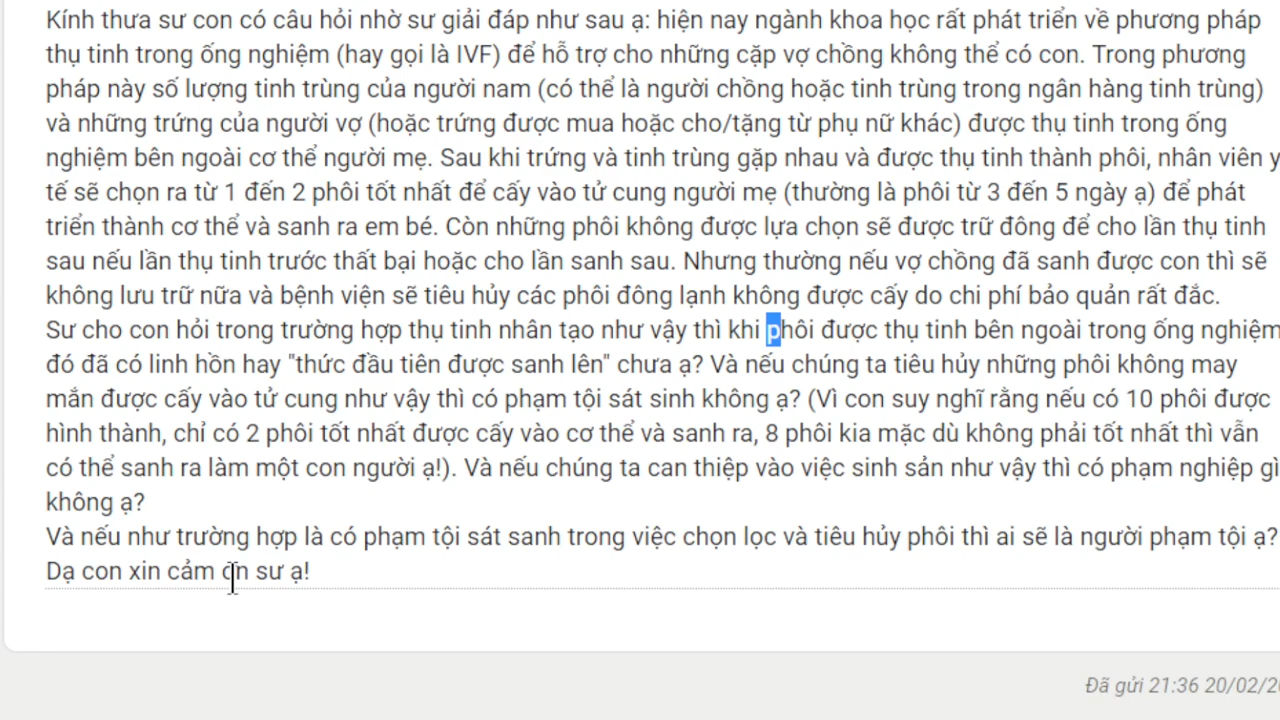 Kính thưa sư con có câu hỏi nhờ sư giải đáp như sau ạ: hiện nay ngành khoa học rất phát triển về phương pháp
thụ tinh trong ống nghiệm (hay gọi là IVF) để hỗ trợ cho những cặp vợ chồng không thể có con. Trong phương
pháp này số lượng tinh trùng của người nam (có thể là người chồng hoặc tinh trùng trong ngân hàng tinh trùng)
và những trứng của người vợ (hoặc trứng được mua hoặc cho/tặng từ phụ nữ khác) được thụ tinh trong ống
nghiệm bên ngoài cơ thể người mẹ. Sau khi trứng và tinh trùng gặp nhau và được thụ tinh thành phôi, nhân viên y
tế sẽ chọn ra từ 1 đến 2 phôi tốt nhất để cấy vào tử cung người mẹ (thường là phôi từ 3 đến 5 ngày ạ) để phát
triển thành cơ thể và sanh ra em bé. Còn những phôi không được lựa chọn sẽ được trữ đông để cho lần thụ tinh
sau nếu lần thụ tinh trước thất bại hoặc cho lần sanh sau. Nhưng thường nếu vợ chồng đã sanh được con thì sẽ
không lưu trữ nữa và bệnh viện sẽ tiêu hủy các phôi đông lạnh không được cấy do chi phí bảo quản rất đắc.
Sư cho con hỏi trong trường hợp thụ tinh nhân tạo như vậy thì khi phôi được thụ tinh bên ngoài trong ống nghiệm
đó đã có linh hồn hay "thức đầu tiên được sanh lên" chưa ạ? Và nếu chúng ta tiêu hủy những phôi không may
mắn được cấy vào tử cung như vậy thì có phạm tội sát sinh không ạ? (Vì con suy nghĩ rằng nếu có 10 phôi được
hình thành, chỉ có 2 phôi tốt nhất được cấy vào cơ thể và sanh ra, 8 phôi kia mặc dù không phải tốt nhất thì vẫn
có thể sanh ra làm một con người ạ!). Và nếu chúng ta can thiệp vào việc sinh sản như vậy thì có phạm nghiệp gì
không ạ?
Và nếu như trường hợp là có phạm tội sát sanh trong việc chọn lọc và tiêu hủy phôi thì ai sẽ là người phạm tội ạ?
Dạ con xin cảm ơn sư ạ!
Đã gửi 21:36 20/02/20